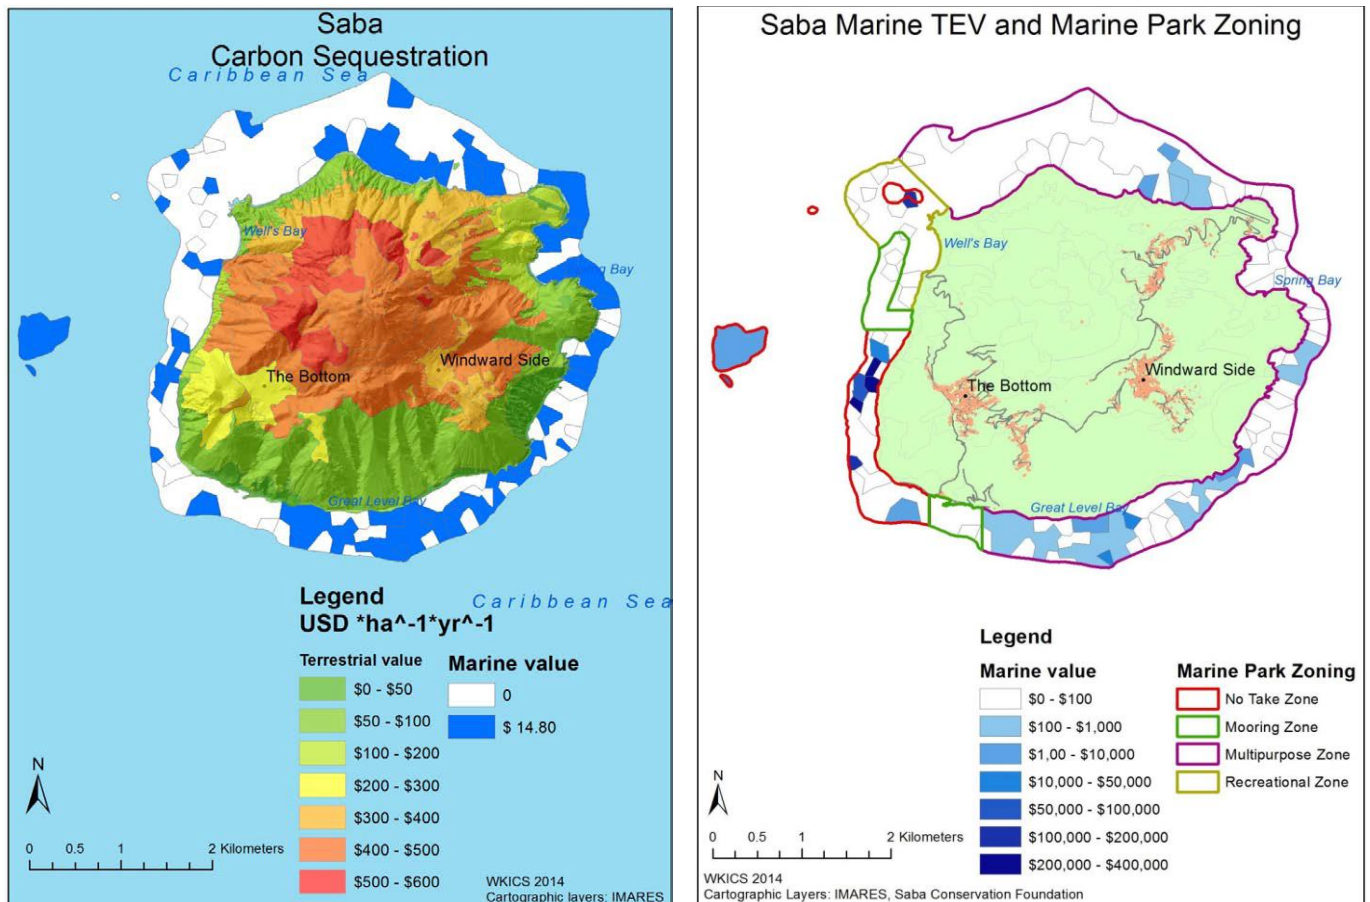 Saba
Carbon Sequestration
Caribbean Sea
Well's Bay
Spring Bay
Windward Side
The Bottom
Great Level Bay
Caribbean Sea
Legend
USD *ha^-1*yr^-1
Terrestrial value
$0 - $50
$50 - $100
$100 - $200
$200 - $300
$300 - $400
$400 - $500
$500 - $600
Marine value
0
$ 14.80
N
0 0.5 1 2 Kilometers
WKICS 2014
Cartographic layers: IMARES
Saba Marine TEV and Marine Park Zoning
Well's Bay
Spring Bay
Windward Side
The Bottom
Great Level Bay
Legend
Marine value
$0 - $100
$100 - $1,000
$1,00 - $10,000
$10,000 - $50,000
$50,000 - $100,000
$100,000 - $200,000
$200,000 - $400,000
Marine Park Zoning
No Take Zone
Mooring Zone
Multipurpose Zone
Recreational Zone
N
0 0.5 1 2 Kilometers
WKICS 2014
Cartographic Layers: IMARES, Saba Conservation Foundation